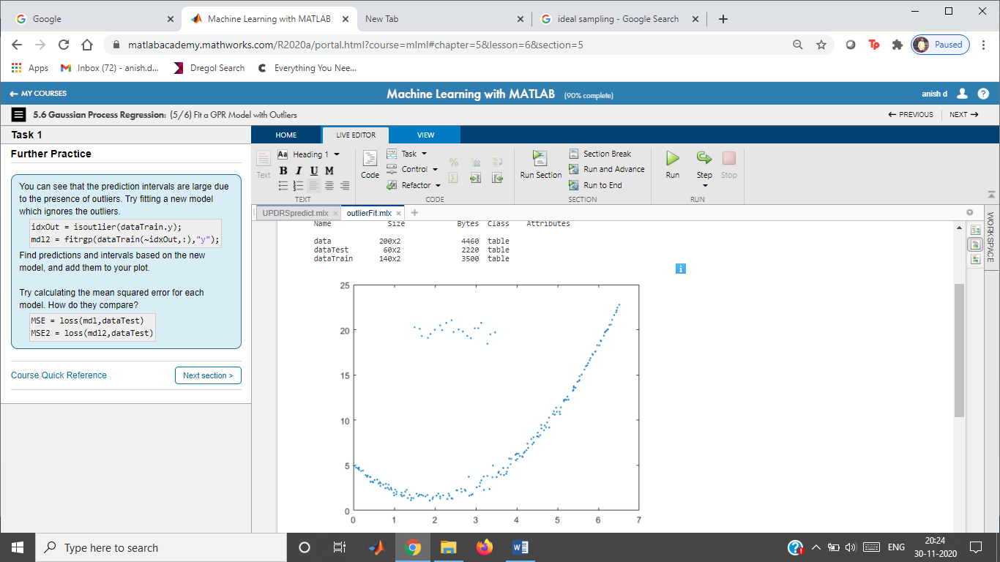 Google
Machine Learning with MATLAB
New Tab
ideal sampling - Google Search
matlabacademy.mathworks.com/R2020a/portal.html?course=mlml#chapter=5&lesson=6&section=5
Paused
Apps
Inbox (72) - anish.d...
Dregol Search
Everything You Nee...
MY COURSES
Machine Learning with MATLAB (90% complete)
anish d
5.6 Gaussian Process Regression: (5/6) Fit a GPR Model with Outliers
PREVIOUS
NEXT
Task 1
Further Practice
You can see that the prediction intervals are large due
to the presence of outliers. Try fitting a new model
which ignores the outliers.
idxOut = isoutlier(dataTrain.y);
mdl2 = fitrgp(dataTrain(~idxOut,:),"y");
Find predictions and intervals based on the new
model, and add them to your plot.
Try calculating the mean squared error for each
model. How do they compare?
MSE = loss(mdl,dataTest)
MSE2 = loss(mdl2,dataTest)
Course Quick Reference
Next section >
HOME
LIVE EDITOR
VIEW
Text
Aa Heading 1
B I U M
TEXT
Code
Task
Control
Refactor
CODE
Run Section
Section Break
Run and Advance
Run to End
SECTION
Run
Step
Stop
RUN
UPDRSpredict.mlx
outlierFit.mlx
WORKSPACE
Name Size Bytes Class Attributes
data 200x2 4460 table
dataTest 60x2 2220 table
dataTrain 140x2 3500 table
25
20
15
10
5
0
0 1 2 3 4 5 6 7
Type here to search
ENG
20:24
30-11-2020